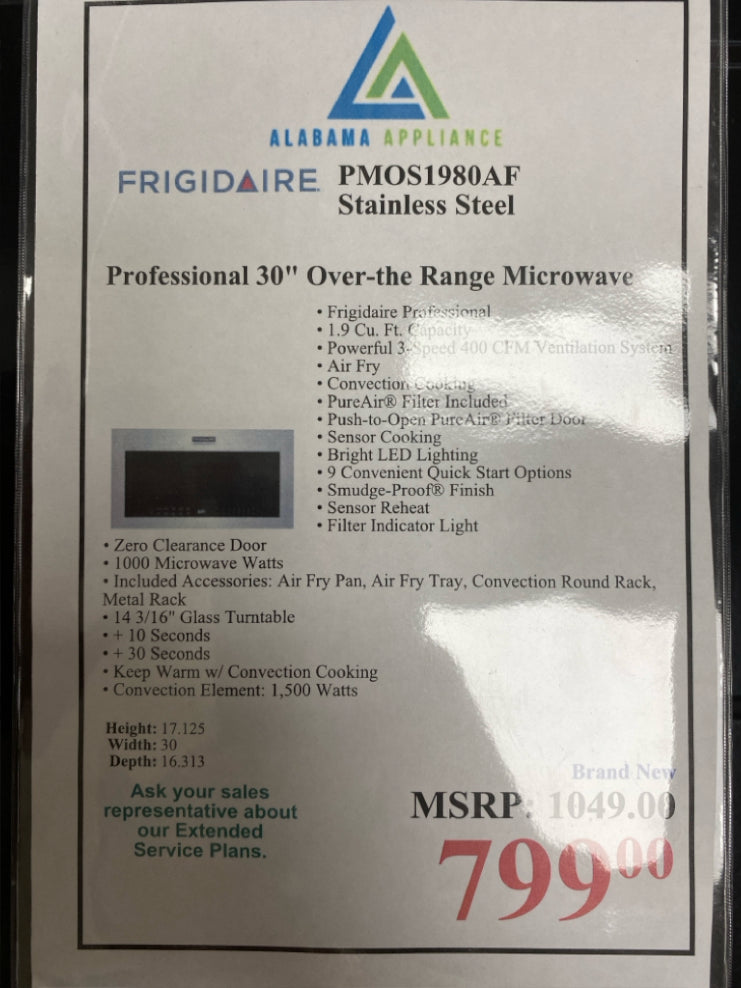 ALABAMA APPLIANCE
FRIGIDAIRE PMOS1980AF
Stainless Steel
Professional 30" Over-the Range Microwave
• Frigidaire Professional
• 1.9 Cu. Ft. Capacity
• Powerful 3-Speed 400 CFM Ventilation System
• Air Fry
• Convection Cooking
• PureAir® Filter Included
• Push-to-Open PureAir® Filter Door
• Sensor Cooking
• Bright LED Lighting
• 9 Convenient Quick Start Options
• Smudge-Proof® Finish
• Sensor Reheat
• Filter Indicator Light
• Zero Clearance Door
• 1000 Microwave Watts
• Included Accessories: Air Fry Pan, Air Fry Tray, Convection Round Rack,
Metal Rack
• 14 3/16" Glass Turntable
• + 10 Seconds
• + 30 Seconds
• Keep Warm w/ Convection Cooking
• Convection Element: 1,500 Watts
Height: 17.125
Width: 30
Depth: 16.313
Ask your sales
representative about
our Extended
Service Plans.
Brand New
MSRP: 1049.00
799.00